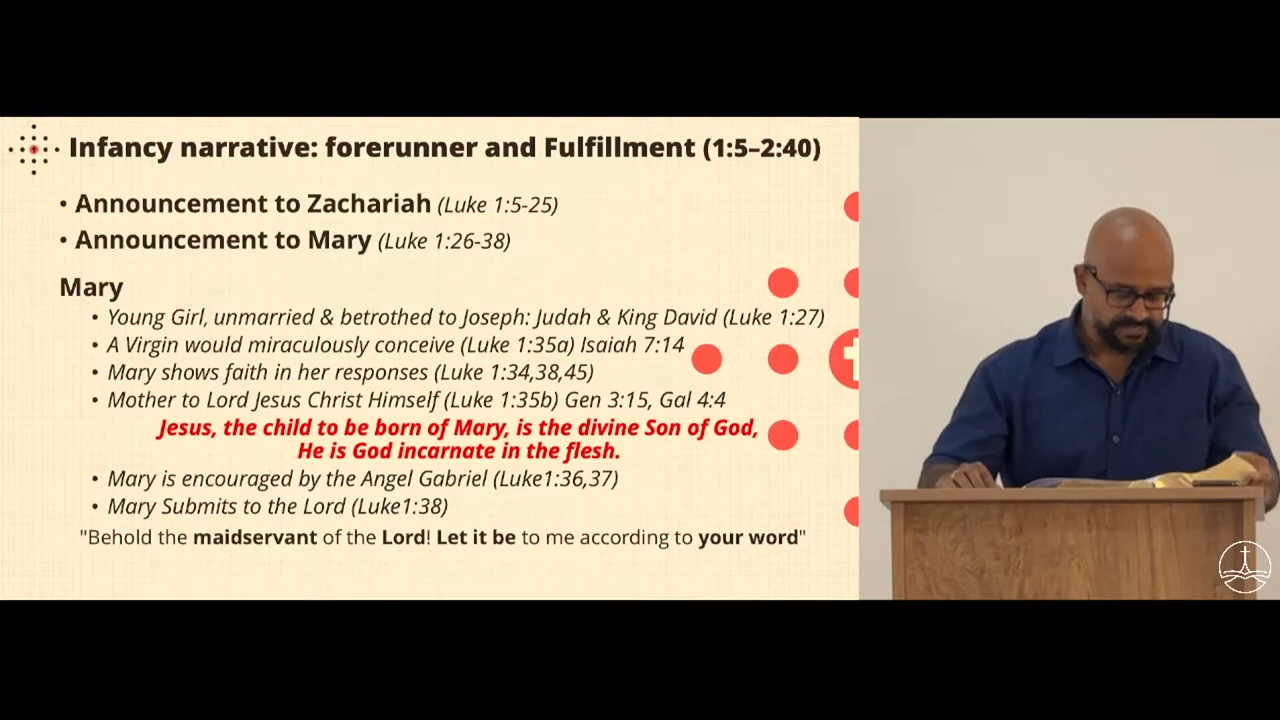 Infancy narrative: forerunner and Fulfillment (1:5–2:40)
• Announcement to Zachariah (Luke 1:5-25)
• Announcement to Mary (Luke 1:26-38)
Mary
• Young Girl, unmarried & betrothed to Joseph: Judah & King David (Luke 1:27)
• A Virgin would miraculously conceive (Luke 1:35a) Isaiah 7:14
• Mary shows faith in her responses (Luke 1:34,38,45)
• Mother to Lord Jesus Christ Himself (Luke 1:35b) Gen 3:15, Gal 4:4
Jesus, the child to be born of Mary, is the divine Son of God,
He is God incarnate in the flesh.
• Mary is encouraged by the Angel Gabriel (Luke1:36,37)
• Mary Submits to the Lord (Luke1:38)
"Behold the maidservant of the Lord! Let it be to me according to your word"